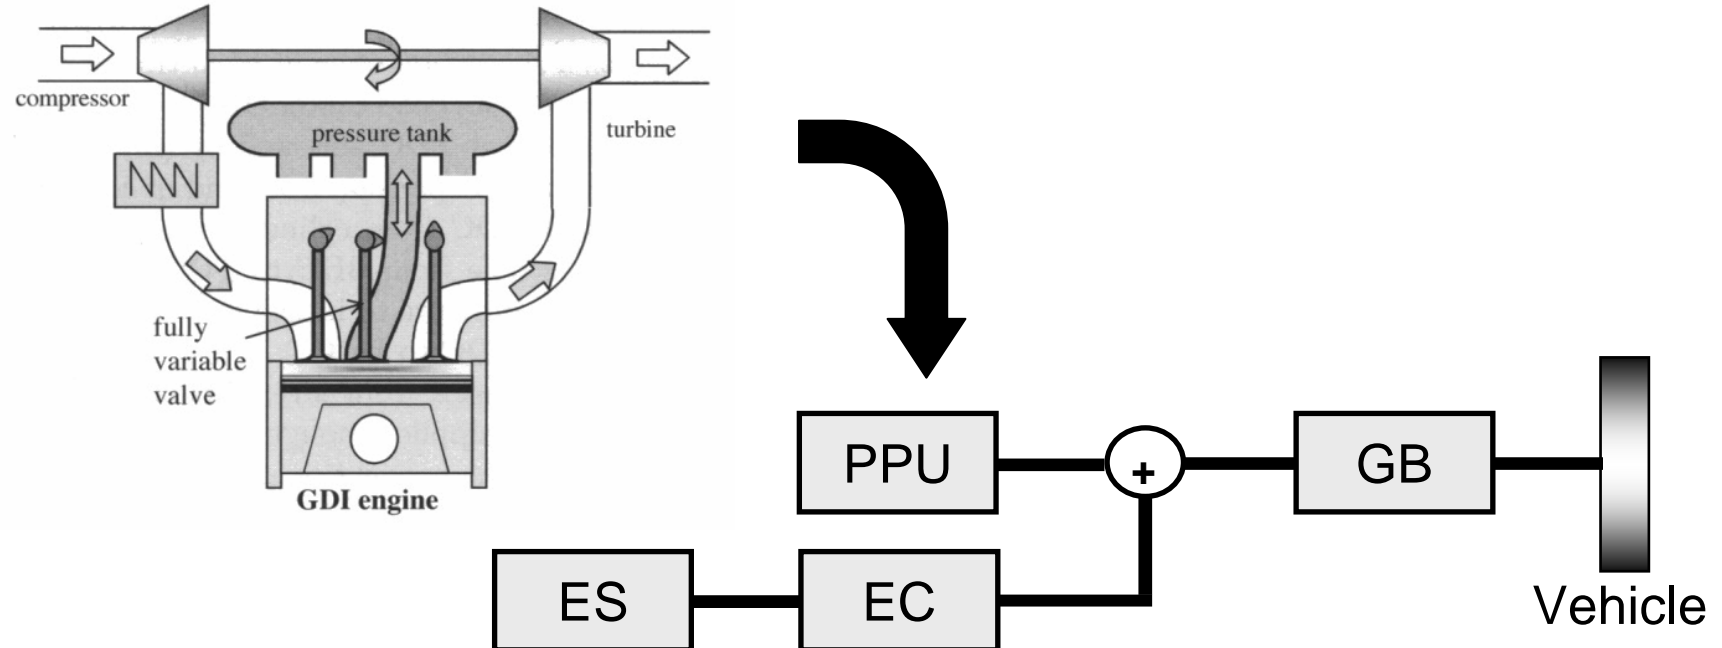 compressor
pressure tank
turbine
fully
variable
valve
GDI engine
PPU
+
GB
ES
EC
Vehicle